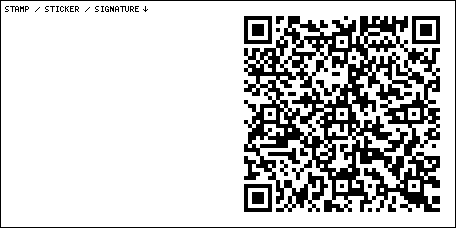 STAMP / STICKER / SIGNATURE ↓